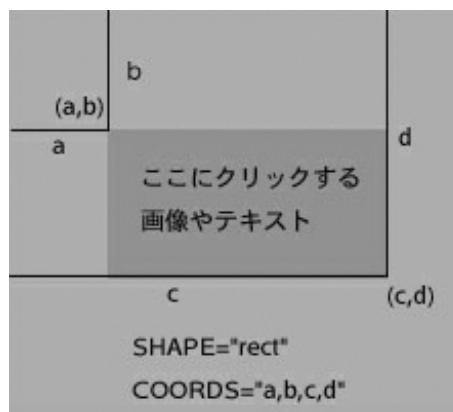 b
(a,b)
a
d
ここにクリックする
画像やテキスト
c
(c,d)
SHAPE="rect"
COORDS="a,b,c,d"